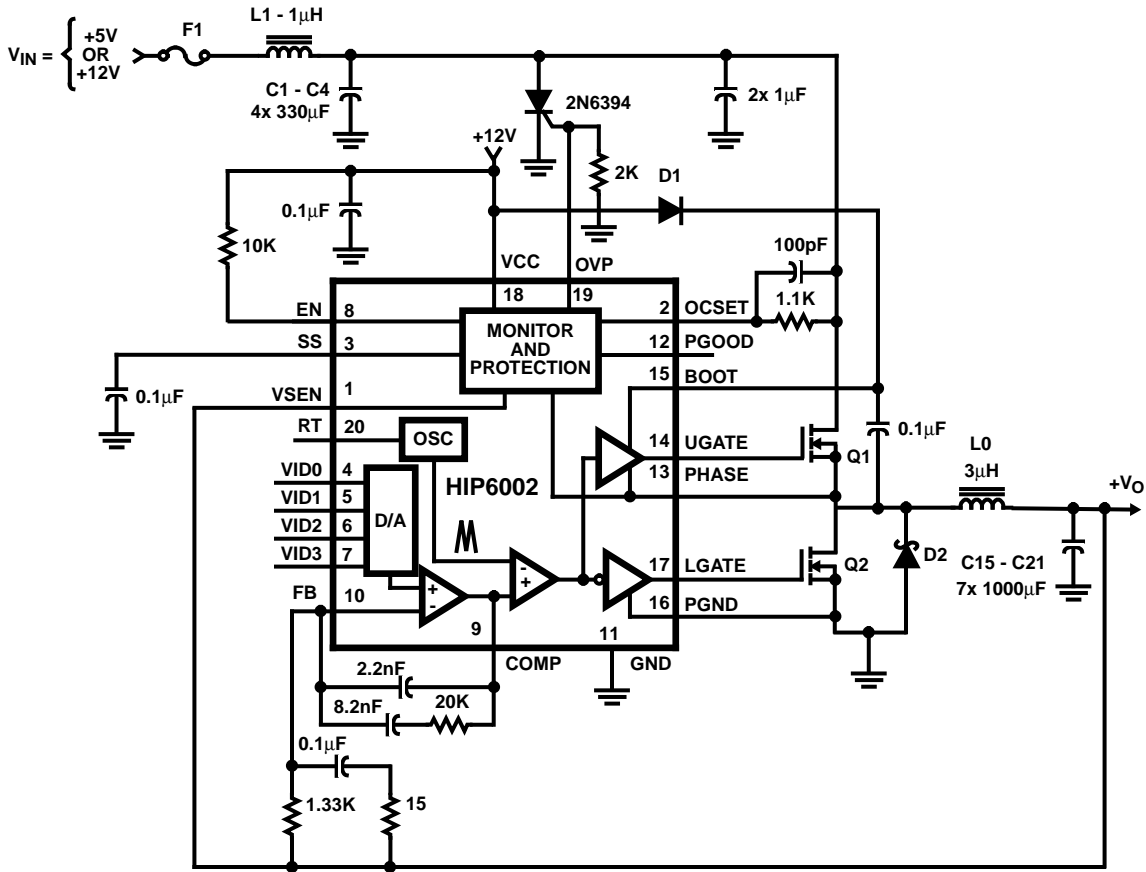 L1 - 1μH
F1
+5V
VIN =
OR
+12V
C1 - C4
4x 330μF
2N6394
2x 1μF
+12V
2K
D1
0.1μF
10K
100pF
VCC
OVP
18
19
1.1K
EN
8
2
OCSET
SS
3
MONITOR
AND
PROTECTION
12
PGOOD
15
BOOT
0.1μF
VSEN
1
RT
20
OSC
14
UGATE
0.1μF
Q1
13
PHASE
L0
3μH
+VO
VID0
4
HIP6002
VID1
5
D/A
VID2
6
VID3
7
-
+
17
LGATE
Q2
D2
C15 - C21
7x 1000μF
FB
10
+
-
16
PGND
9
11
COMP
GND
2.2nF
8.2nF
20K
0.1μF
1.33K
15